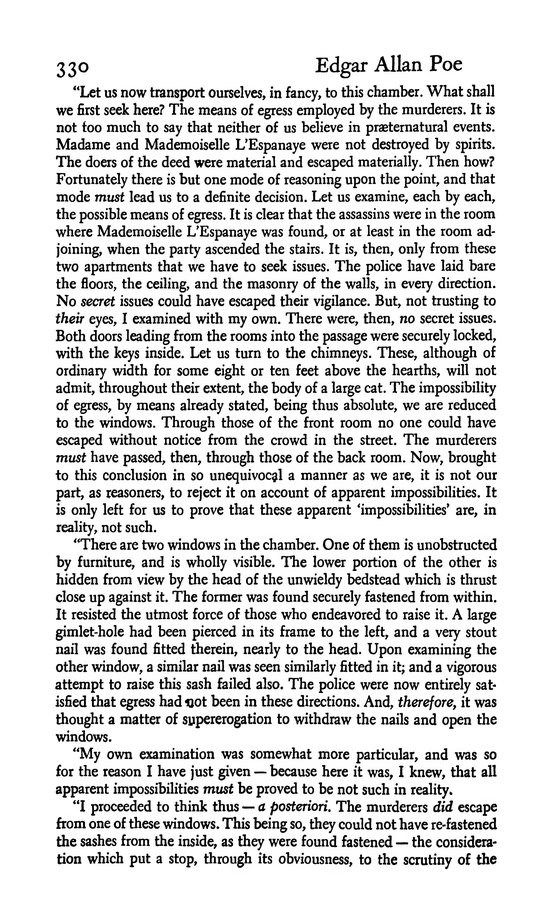 330
Edgar Allan Poe
“Let us now transport ourselves, in fancy, to this chamber. What shall
we first seek here? The means of egress employed by the murderers. It is
not too much to say that neither of us believe in præternatural events.
Madame and Mademoiselle L’Espanaye were not destroyed by spirits.
The doers of the deed were material and escaped materially. Then how?
Fortunately there is but one mode of reasoning upon the point, and that
mode must lead us to a definite decision. Let us examine, each by each,
the possible means of egress. It is clear that the assassins were in the room
where Mademoiselle L’Espanaye was found, or at least in the room ad-
joining, when the party ascended the stairs. It is, then, only from these
two apartments that we have to seek issues. The police have laid bare
the floors, the ceiling, and the masonry of the walls, in every direction.
No secret issues could have escaped their vigilance. But, not trusting to
their eyes, I examined with my own. There were, then, no secret issues.
Both doors leading from the rooms into the passage were securely locked,
with the keys inside. Let us turn to the chimneys. These, although of
ordinary width for some eight or ten feet above the hearths, will not
admit, throughout their extent, the body of a large cat. The impossibility
of egress, by means already stated, being thus absolute, we are reduced
to the windows. Through those of the front room no one could have
escaped without notice from the crowd in the street. The murderers
must have passed, then, through those of the back room. Now, brought
to this conclusion in so unequivocal a manner as we are, it is not our
part, as reasoners, to reject it on account of apparent impossibilities. It
is only left for us to prove that these apparent ‘impossibilities’ are, in
reality, not such.
“There are two windows in the chamber. One of them is unobstructed
by furniture, and is wholly visible. The lower portion of the other is
hidden from view by the head of the unwieldy bedstead which is thrust
close up against it. The former was found securely fastened from within.
It resisted the utmost force of those who endeavored to raise it. A large
gimlet-hole had been pierced in its frame to the left, and a very stout
nail was found fitted therein, nearly to the head. Upon examining the
other window, a similar nail was seen similarly fitted in it; and a vigorous
attempt to raise this sash failed also. The police were now entirely sat-
isfied that egress had not been in these directions. And, therefore, it was
thought a matter of supererogation to withdraw the nails and open the
windows.
“My own examination was somewhat more particular, and was so
for the reason I have just given — because here it was, I knew, that all
apparent impossibilities must be proved to be not such in reality.
“I proceeded to think thus — a posteriori. The murderers did escape
from one of these windows. This being so, they could not have re-fastened
the sashes from the inside, as they were found fastened — the considera-
tion which put a stop, through its obviousness, to the scrutiny of the